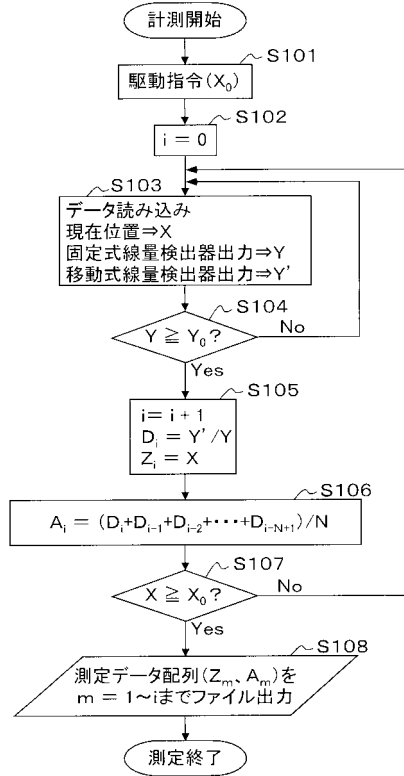 計測開始
S101
駆動指令(X₀)
S102
i = 0
S103
データ読み込み
現在位置⇒X
固定式線量検出器出力⇒Y
移動式線量検出器出力⇒Y'
S104
Y ≧ Y₀?
No
Yes
S105
i= i + 1
Dᵢ = Y'/Y
Zᵢ = X
S106
Aᵢ = (Dᵢ+Dᵢ₋₁+Dᵢ₋₂+・・・+Dᵢ₋N₊₁)/N
S107
X ≧ X₀?
No
Yes
S108
測定データ配列(Zₘ、Aₘ)を
m = 1~iまでファイル出力
測定終了